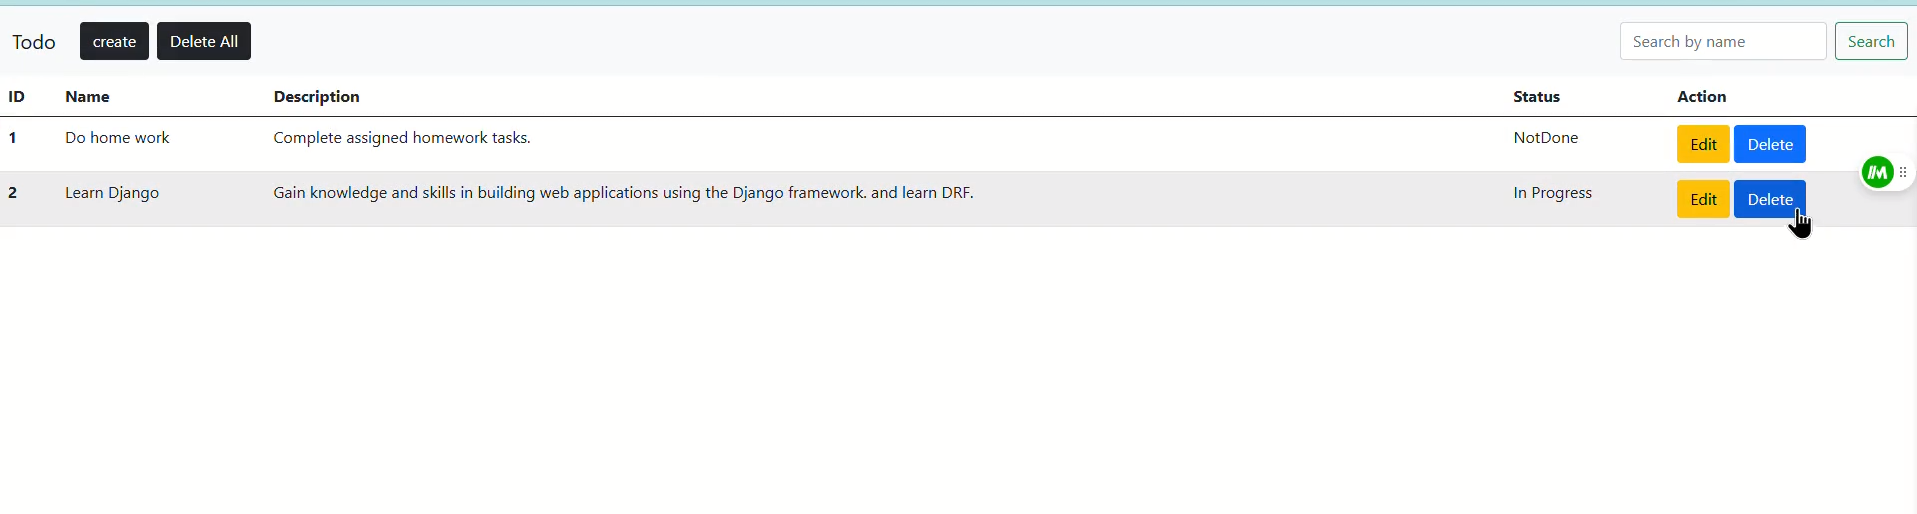 Todo create Delete All Search by name Search
ID Name Description Status Action
1 Do home work Complete assigned homework tasks. NotDone Edit Delete
2 Learn Django Gain knowledge and skills in building web applications using the Django framework. and learn DRF. In Progress Edit Delete